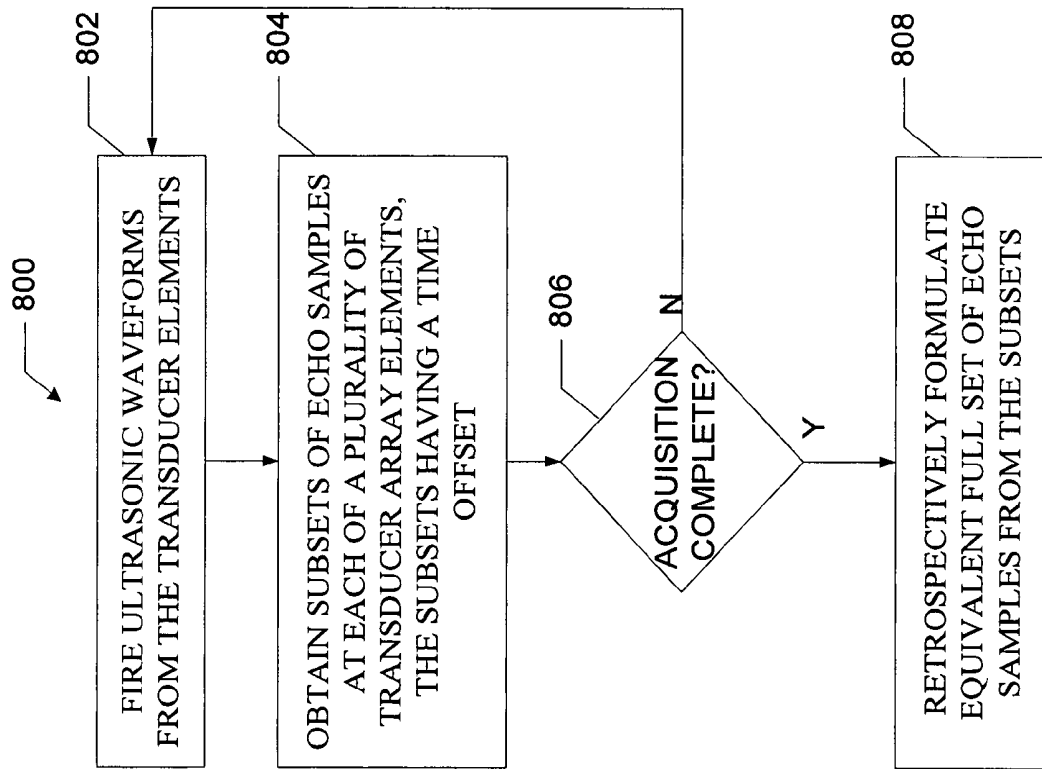 800
802
FIRE ULTRASONIC WAVEFORMS
FROM THE TRANSDUCER ELEMENTS
804
OBTAIN SUBSETS OF ECHO SAMPLES
AT EACH OF A PLURALITY OF
TRANSDUCER ARRAY ELEMENTS,
THE SUBSETS HAVING A TIME
OFFSET
806
ACQUISITION
COMPLETE?
N
Y
808
RETROSPECTIVELY FORMULATE
EQUIVALENT FULL SET OF ECHO
SAMPLES FROM THE SUBSETS